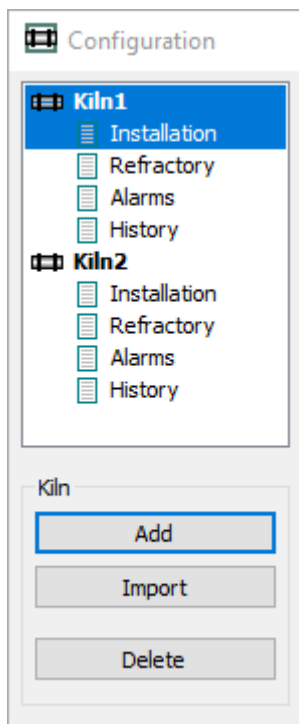 Configuration
Kiln1
Installation
Refractory
Alarms
History
Kiln2
Installation
Refractory
Alarms
History
Kiln
Add
Import
Delete